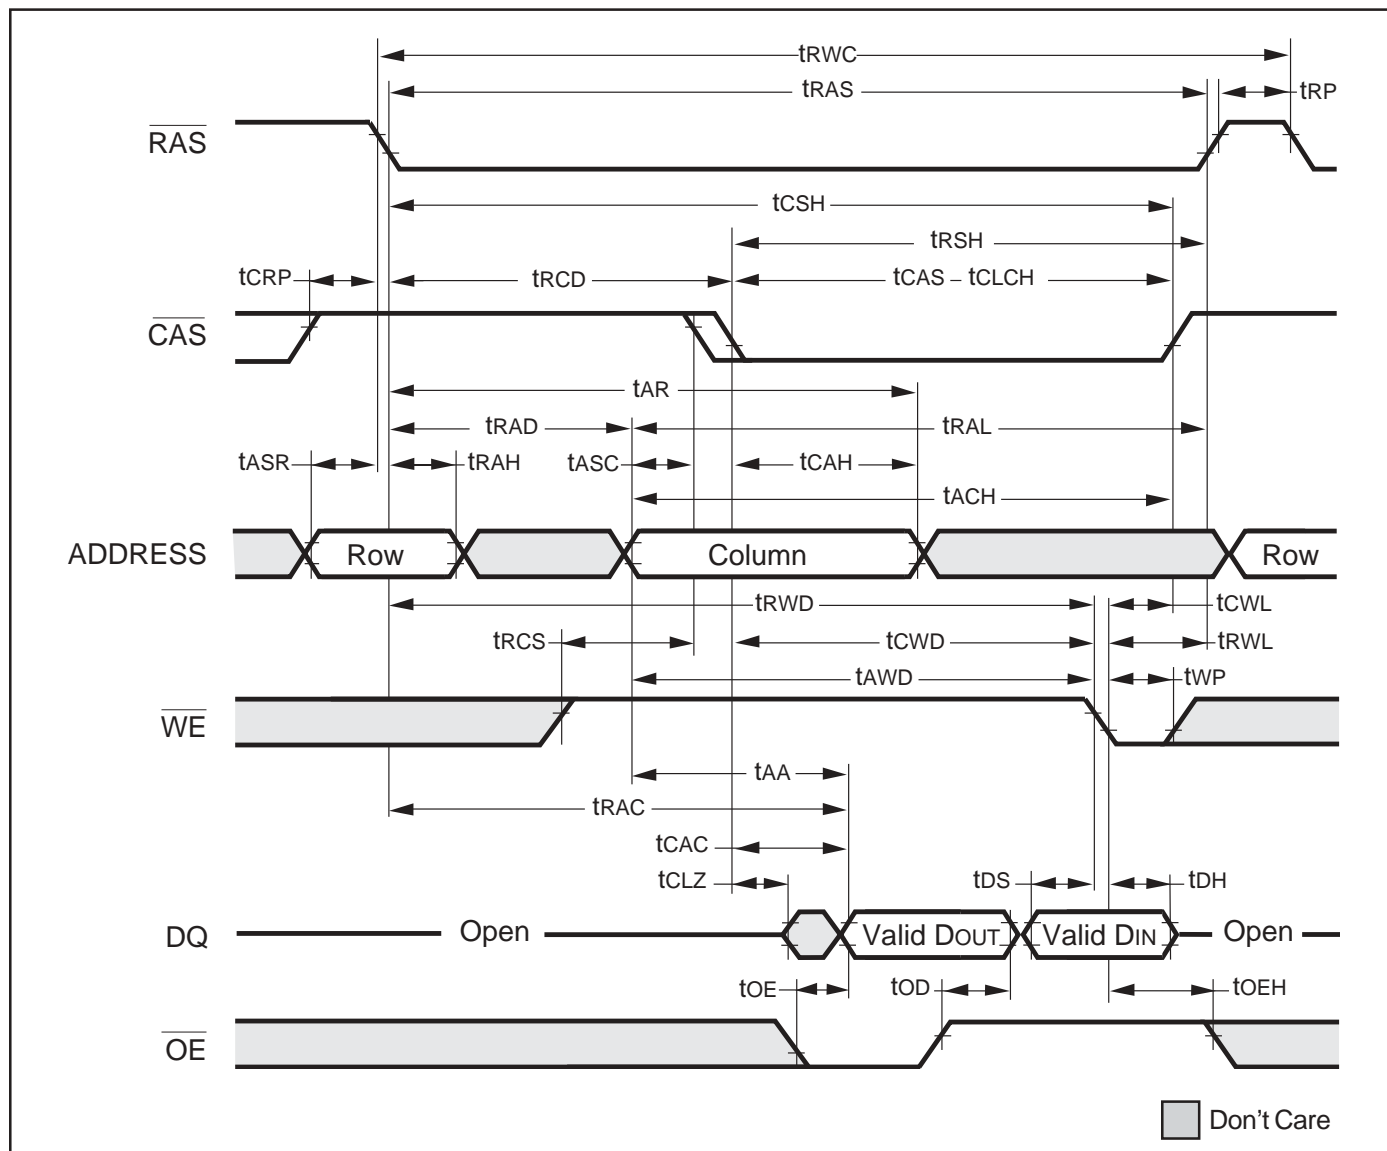 tRWC
tRAS
tRP
RAS
tCSH
tRSH
tCRP
tRCD
tCAS – tCLCH
CAS
tAR
tRAD
tRAL
tASR
tRAH
tASC
tCAH
tACH
ADDRESS
Row
Column
Row
tRWD
tCWL
tRCS
tCWD
tRWL
tAWD
tWP
WE
tAA
tRAC
tCAC
tCLZ
tDS
tDH
DQ
Open
Valid DOUT
Valid DIN
Open
tOE
tOD
tOEH
OE
Don't Care